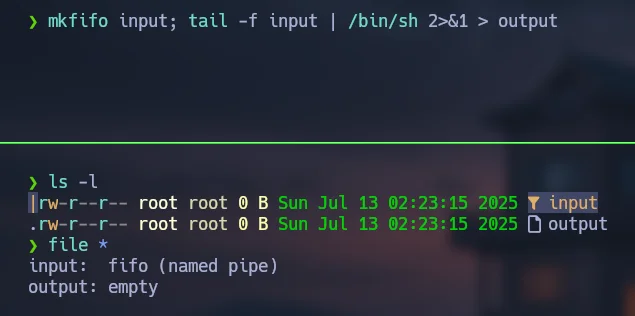 ❯ mkfifo input; tail -f input | /bin/sh 2>&1 > output
❯ ls -l
|rw-r--r-- root root 0 B Sun Jul 13 02:23:15 2025 input
.rw-r--r-- root root 0 B Sun Jul 13 02:23:15 2025 output
❯ file *
input:  fifo (named pipe)
output: empty